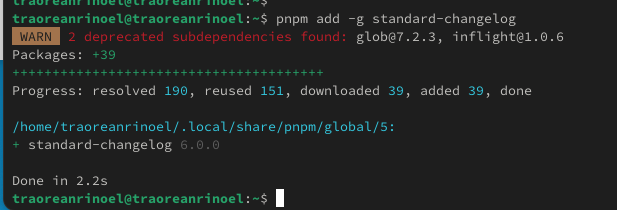 traoreanrinoel@traoreanrinoel:~$
traoreanrinoel@traoreanrinoel:~$ pnpm add -g standard-changelog
WARN 2 deprecated subdependencies found: glob@7.2.3, inflight@1.0.6
Packages: +39
+++++++++++++++++++++++++++++++++++++++
Progress: resolved 190, reused 151, downloaded 39, added 39, done
/home/traoreanrinoel/.local/share/pnpm/global/5:
+ standard-changelog 6.0.0
Done in 2.2s
traoreanrinoel@traoreanrinoel:~$